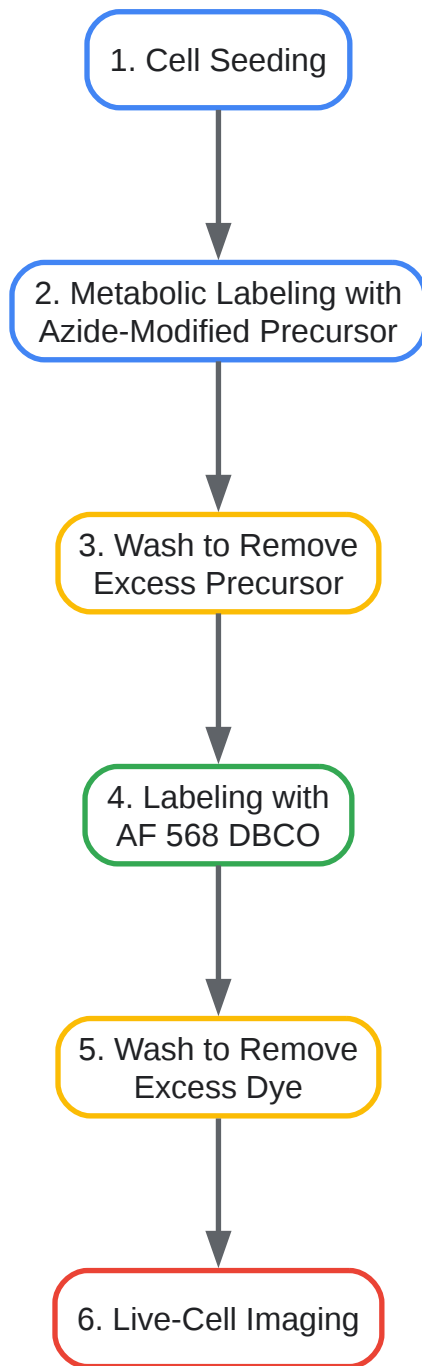 1. Cell Seeding
2. Metabolic Labeling with
Azide-Modified Precursor
3. Wash to Remove
Excess Precursor
4. Labeling with
AF 568 DBCO
5. Wash to Remove
Excess Dye
6. Live-Cell Imaging